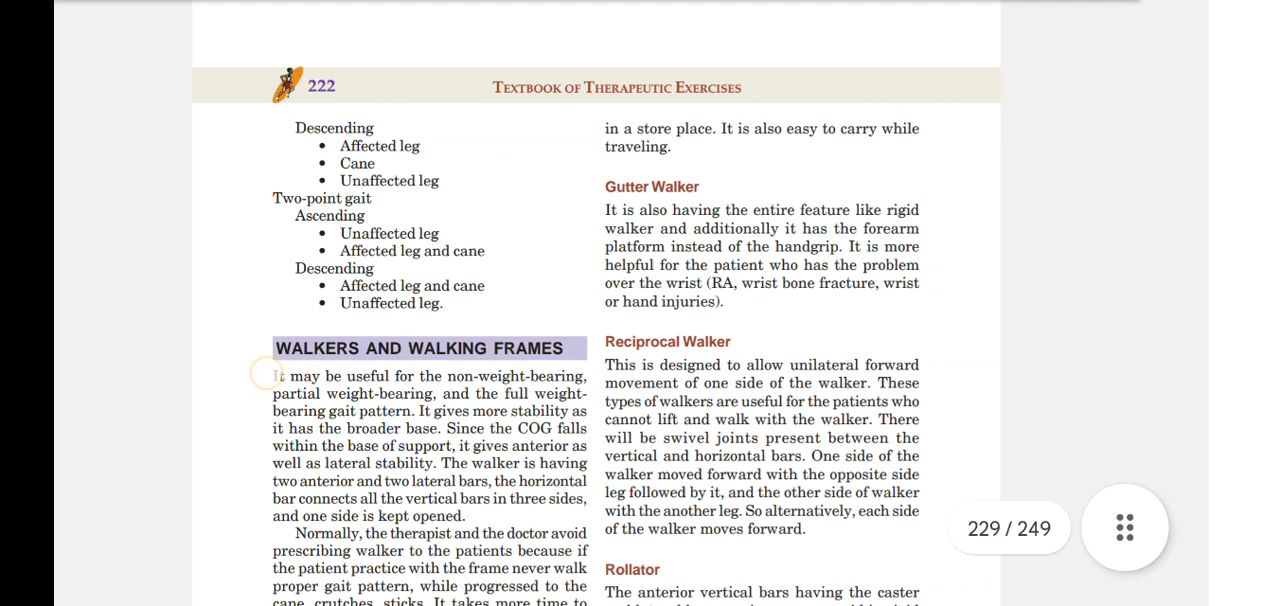 222
TEXTBOOK OF THERAPEUTIC EXERCISES
Descending
• Affected leg
• Cane
• Unaffected leg
Two-point gait
Ascending
• Unaffected leg
• Affected leg and cane
Descending
• Affected leg and cane
• Unaffected leg.
WALKERS AND WALKING FRAMES
It may be useful for the non-weight-bearing,
partial weight-bearing, and the full weight-
bearing gait pattern. It gives more stability as
it has the broader base. Since the COG falls
within the base of support, it gives anterior as
well as lateral stability. The walker is having
two anterior and two lateral bars, the horizontal
bar connects all the vertical bars in three sides,
and one side is kept opened.
Normally, the therapist and the doctor avoid
prescribing walker to the patients because if
the patient practice with the frame never walk
proper gait pattern, while progressed to the
cane, crutches, sticks. It takes more time to
in a store place. It is also easy to carry while
traveling.
Gutter Walker
It is also having the entire feature like rigid
walker and additionally it has the forearm
platform instead of the handgrip. It is more
helpful for the patient who has the problem
over the wrist (RA, wrist bone fracture, wrist
or hand injuries).
Reciprocal Walker
This is designed to allow unilateral forward
movement of one side of the walker. These
types of walkers are useful for the patients who
cannot lift and walk with the walker. There
will be swivel joints present between the
vertical and horizontal bars. One side of the
walker moved forward with the opposite side
leg followed by it, and the other side of walker
with the another leg. So alternatively, each side
of the walker moves forward.
Rollator
The anterior vertical bars having the caster
229 / 249